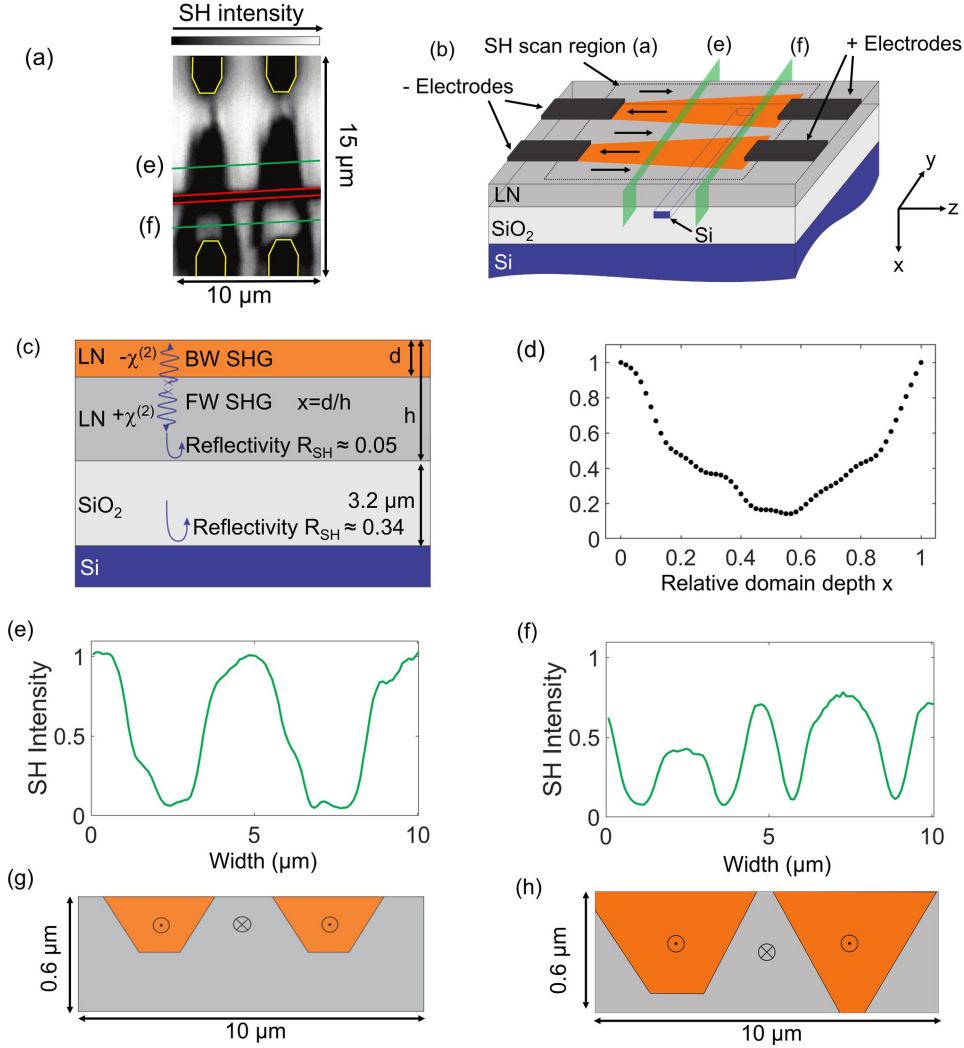 SH intensity
(a)
(e)
(f)
15 µm
10 µm
(b)
SH scan region (a)
(e)
(f)
+ Electrodes
- Electrodes
LN
SiO₂
Si
Si
y
z
x
(c)
LN -χ⁽²⁾ BW SHG
d
LN +χ⁽²⁾ FW SHG x=d/h
h
Reflectivity R_SH ≈ 0.05
SiO₂
3.2 µm
Reflectivity R_SH ≈ 0.34
Si
(d)
1
0.8
0.6
0.4
0.2
0
0 0.2 0.4 0.6 0.8 1
Relative domain depth x
(e)
1
0.5
0
SH Intensity
0 5 10
Width (µm)
(f)
1
0.5
0
SH Intensity
0 5 10
Width (µm)
(g)
0.6 µm
10 µm
(h)
0.6 µm
10 µm